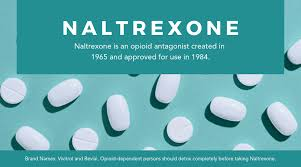 NALTREXONE
Naltrexone is an opioid antagonist created in
1965 and approved for use in 1984.
Brand Names: Vivitrol and Revial. Opioid-dependent persons should detox completely before taking Naltrexone.